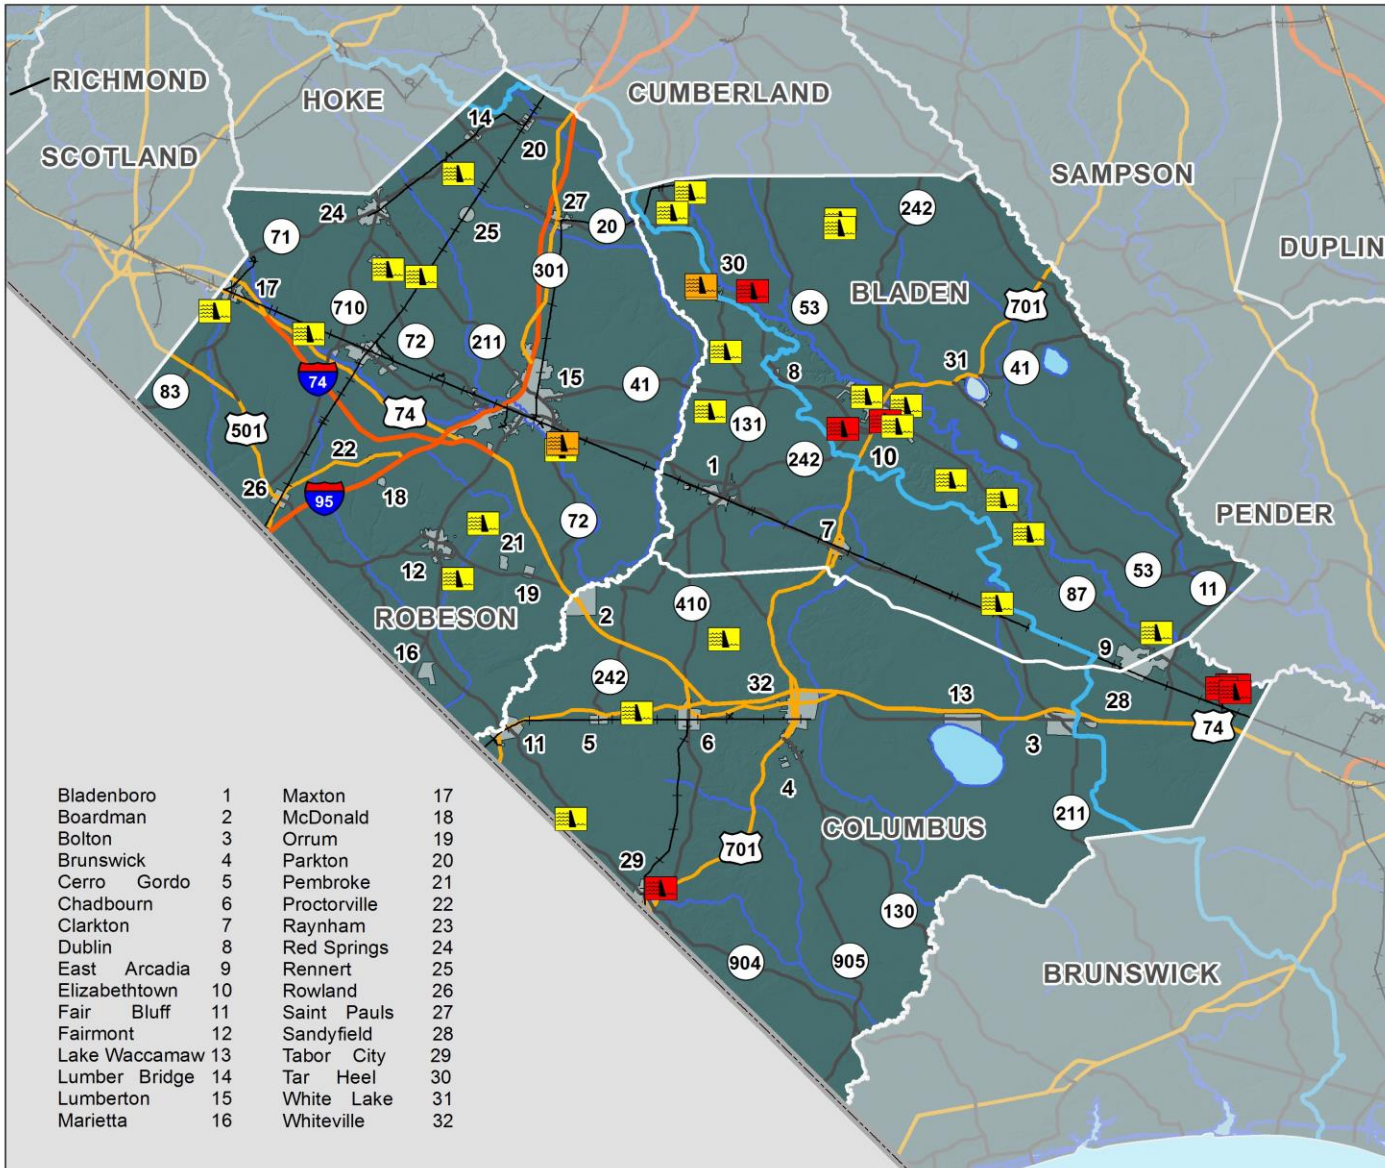 RICHMOND
HOKE
CUMBERLAND
SCOTLAND
14
20
SAMPSON
24
27
20
242
71
25
DUPLIN
301
30
BLADEN
17
710
53
701
72
211
31
41
74
15
8
41
83
74
131
501
22
1
242
10
26
95
18
72
7
PENDER
12
21
53
11
19
410
87
ROBESON
2
16
9
242
32
13
28
74
11
5
6
3
4
211
COLUMBUS
29
701
130
904
905
BRUNSWICK
Bladenboro 1 Maxton 17
Boardman 2 McDonald 18
Bolton 3 Orrum 19
Brunswick 4 Parkton 20
Cerro Gordo 5 Pembroke 21
Chadbourn 6 Proctorville 22
Clarkton 7 Raynham 23
Dublin 8 Red Springs 24
East Arcadia 9 Rennert 25
Elizabethtown 10 Rowland 26
Fair Bluff 11 Saint Pauls 27
Fairmont 12 Sandyfield 28
Lake Waccamaw 13 Tabor City 29
Lumber Bridge 14 Tar Heel 30
Lumberton 15 White Lake 31
Marietta 16 Whiteville 32